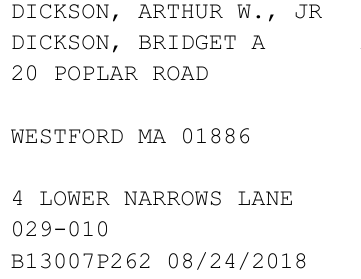 DICKSON, ARTHUR W., JR
DICKSON, BRIDGET A
20 POPLAR ROAD
WESTFORD MA 01886
4 LOWER NARROWS LANE
029-010
B13007P262 08/24/2018